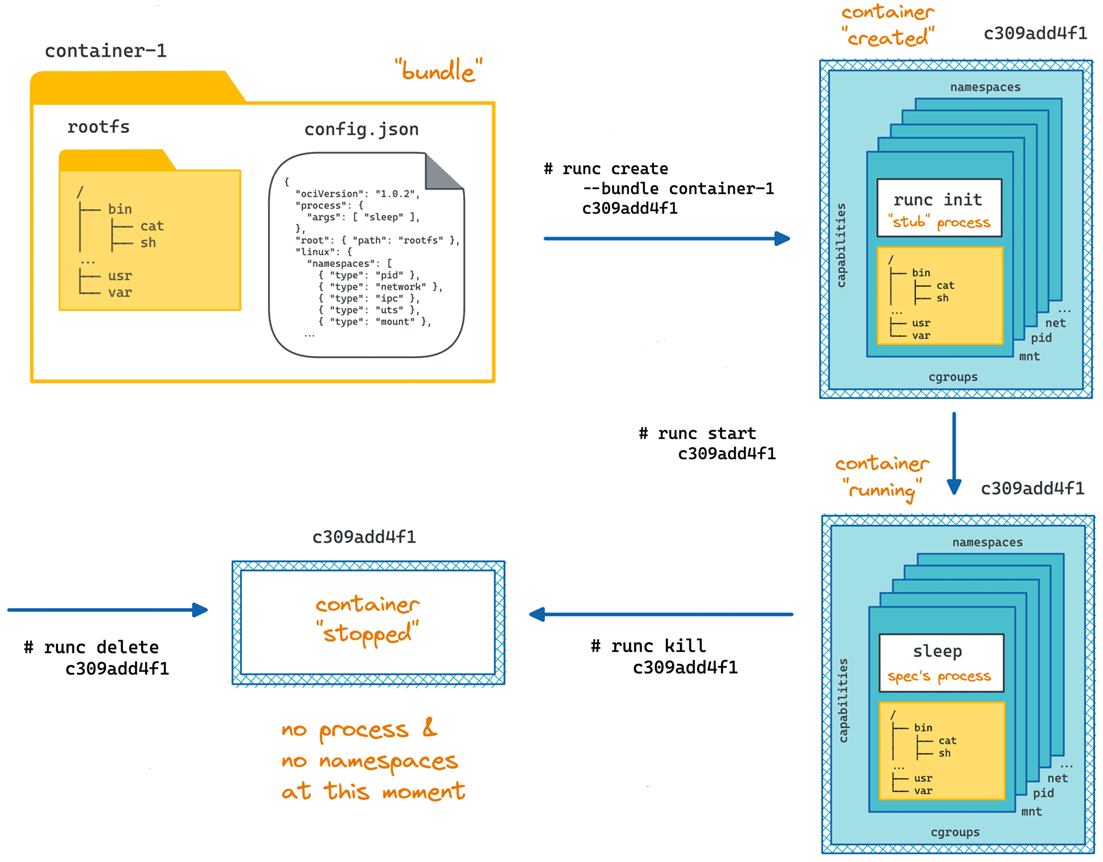 container-1
"bundle"
rootfs
/
├── bin
│   ├── cat
│   ├── sh
...
├── usr
└── var
config.json
{
"ociVersion": "1.0.2",
"process": {
"args": [ "sleep" ],
},
"root": { "path": "rootfs" },
"linux": {
"namespaces": [
{ "type": "pid" },
{ "type": "network" },
{ "type": "ipc" },
{ "type": "uts" },
{ "type": "mount" },
...
# runc create
--bundle container-1
c309add4f1
container
"created"
c309add4f1
namespaces
capabilities
runc init
"stub" process
/
├── bin
│   ├── cat
│   ├── sh
...
├── usr
└── var
...
net
pid
mnt
cgroups
# runc start
c309add4f1
container
"running"
c309add4f1
namespaces
capabilities
sleep
spec's process
/
├── bin
│   ├── cat
│   ├── sh
...
├── usr
└── var
...
net
pid
mnt
cgroups
# runc kill
c309add4f1
c309add4f1
container
"stopped"
no process &
no namespaces
at this moment
# runc delete
c309add4f1